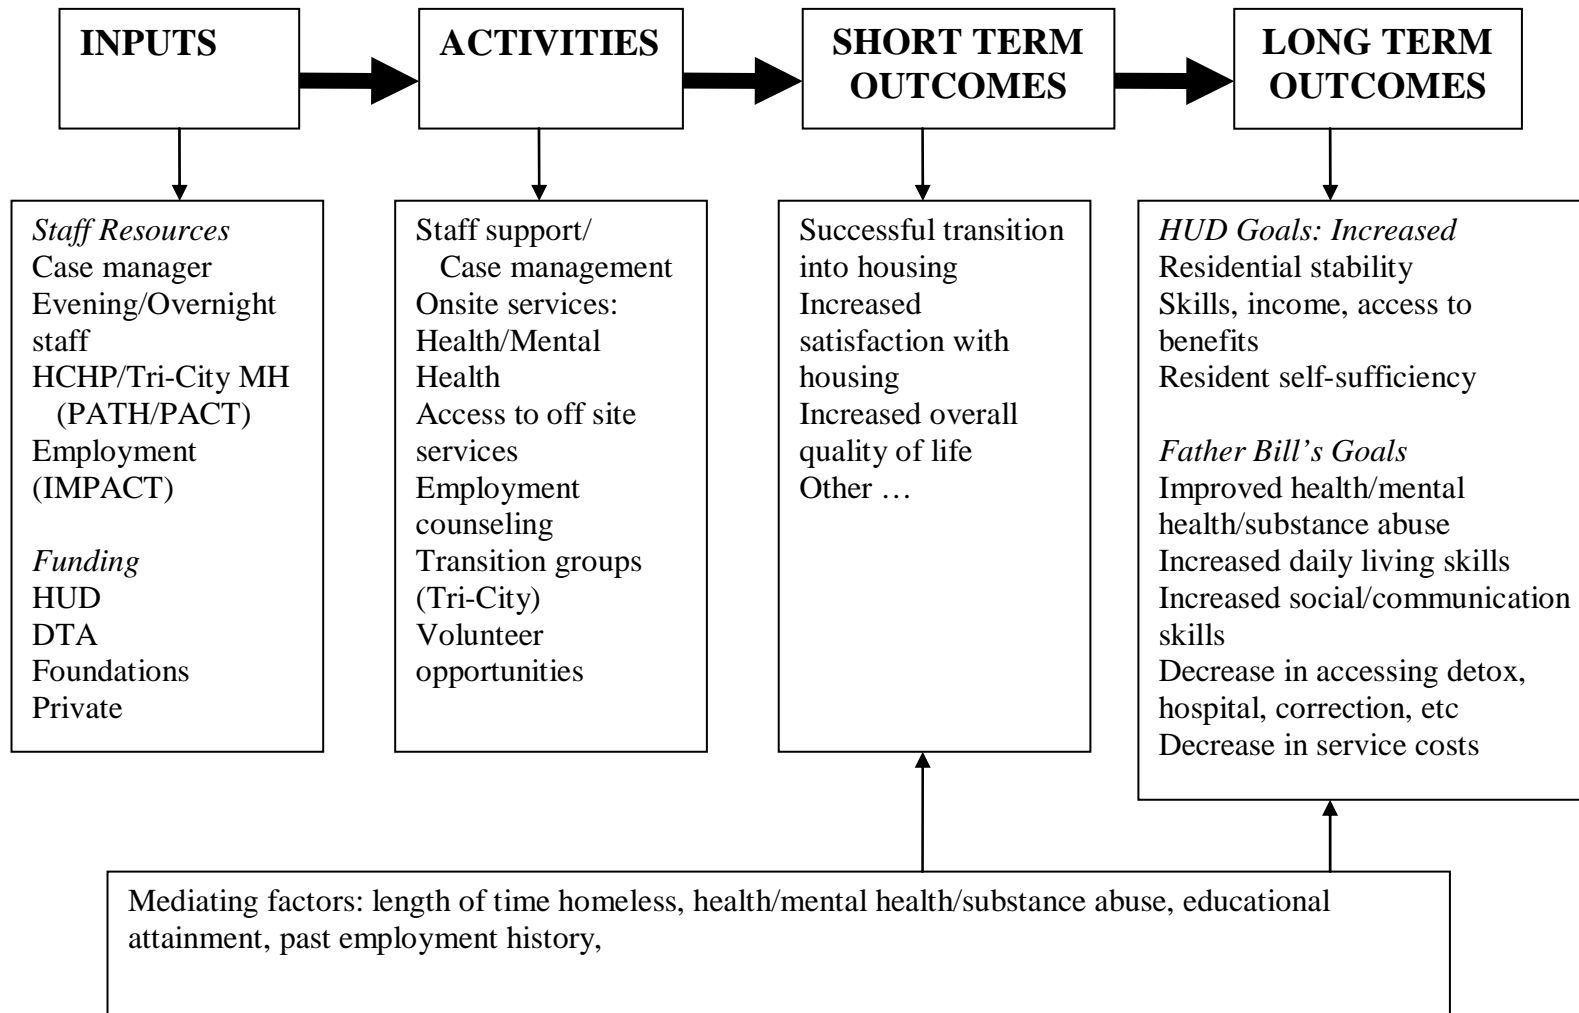 INPUTS
ACTIVITIES
SHORT TERM
OUTCOMES
LONG TERM
OUTCOMES
Staff Resources
Case manager
Evening/Overnight
staff
HCHP/Tri-City MH
(PATH/PACT)
Employment
(IMPACT)
Funding
HUD
DTA
Foundations
Private
Staff support/
Case management
Onsite services:
Health/Mental
Health
Access to off site
services
Employment
counseling
Transition groups
(Tri-City)
Volunteer
opportunities
Successful transition
into housing
Increased
satisfaction with
housing
Increased overall
quality of life
Other …
HUD Goals: Increased
Residential stability
Skills, income, access to
benefits
Resident self-sufficiency
Father Bill’s Goals
Improved health/mental
health/substance abuse
Increased daily living skills
Increased social/communication
skills
Decrease in accessing detox,
hospital, correction, etc
Decrease in service costs
Mediating factors: length of time homeless, health/mental health/substance abuse, educational
attainment, past employment history,